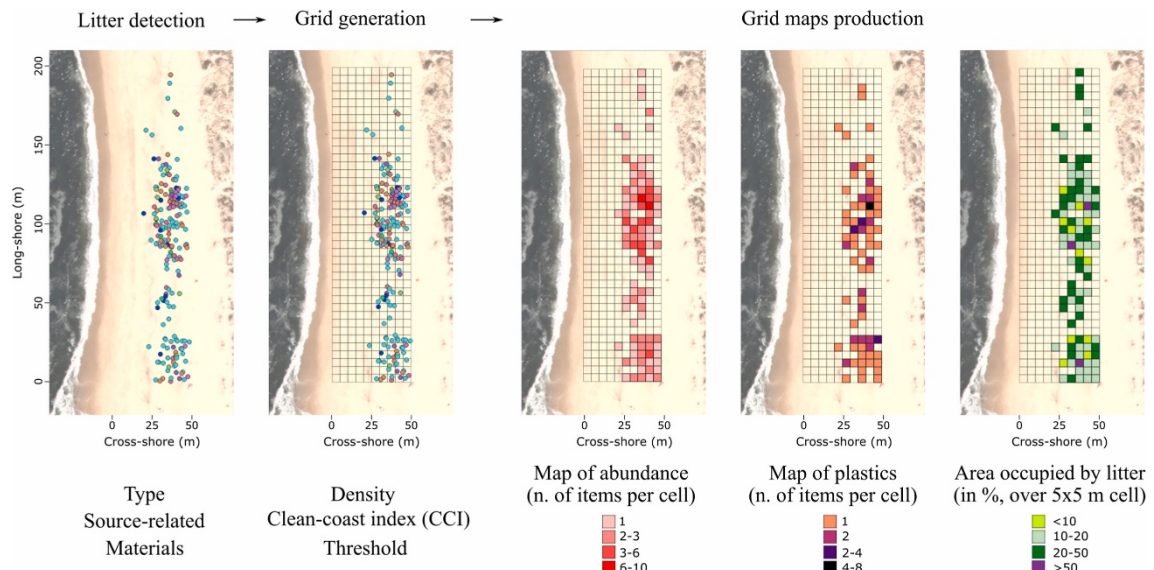 Litter detection
Grid generation
Grid maps production
200
150
100
50
0
Long-shore (m)
0 25 50
Cross-shore (m)
0 25 50
Cross-shore (m)
0 25 50
Cross-shore (m)
0 25 50
Cross-shore (m)
0 25 50
Cross-shore (m)
Type
Source-related
Materials
Density
Clean-coast index (CCI)
Threshold
Map of abundance
(n. of items per cell)
1
2-3
3-6
6-10
Map of plastics
(n. of items per cell)
1
2
2-4
4-8
Area occupied by litter
(in %, over 5x5 m cell)
<10
10-20
20-50
>50